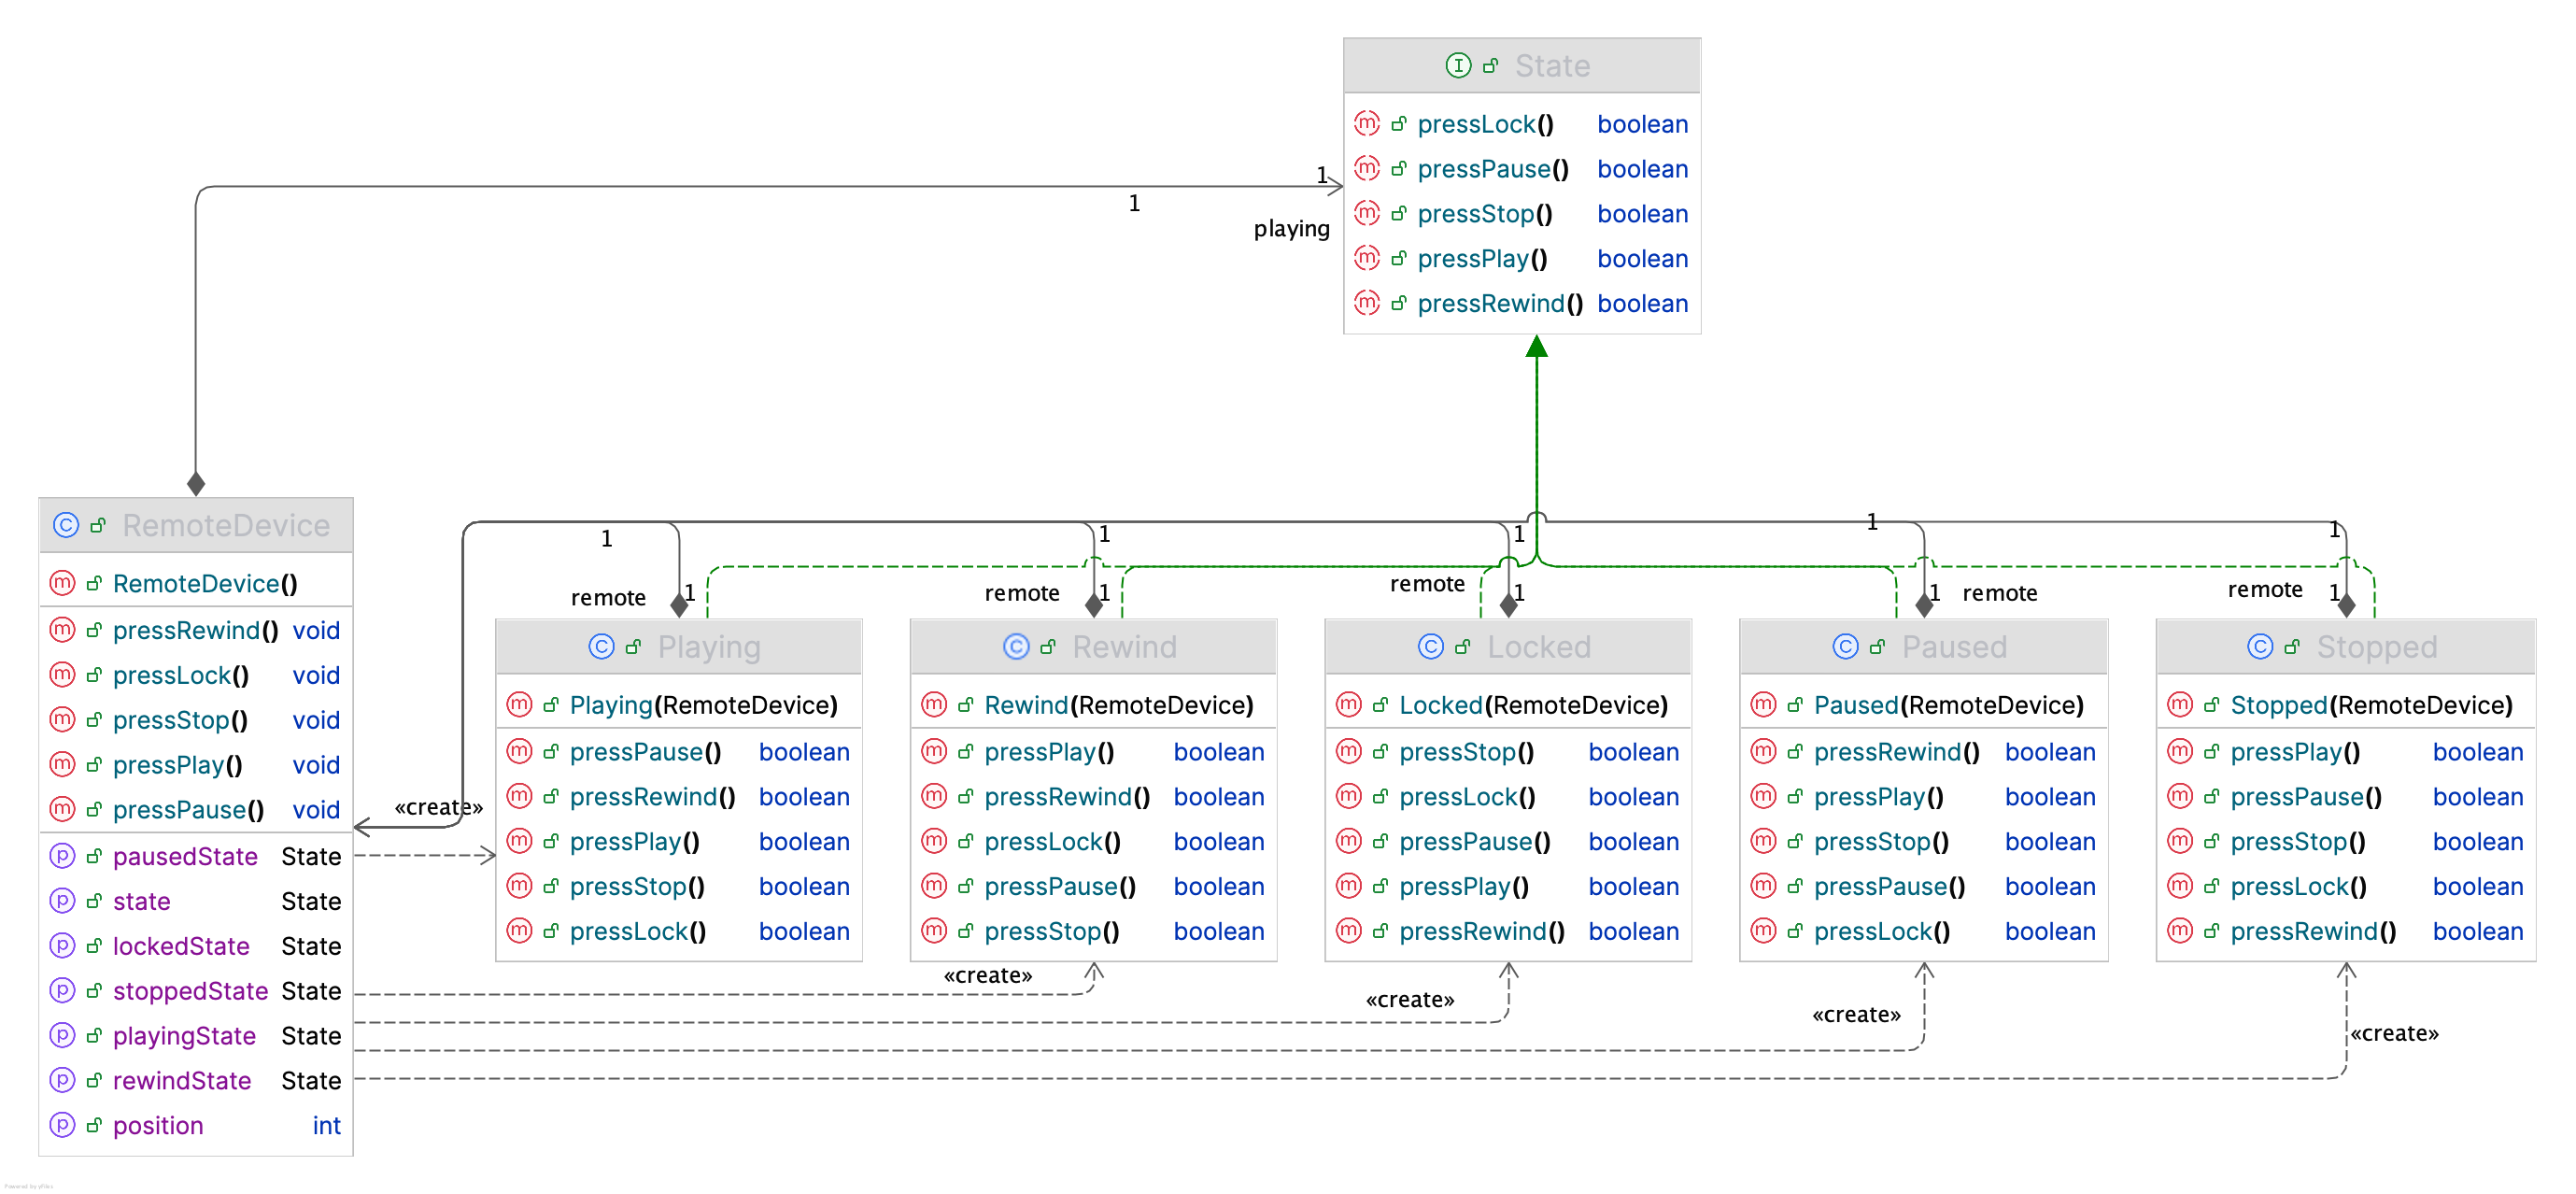 State
pressLock() boolean
pressPause() boolean
pressStop() boolean
pressPlay() boolean
pressRewind() boolean
1
1
playing
RemoteDevice
RemoteDevice()
pressRewind() void
pressLock() void
pressStop() void
pressPlay() void
pressPause() void
pausedState State
state State
lockedState State
stoppedState State
playingState State
rewindState State
position int
«create»
1
remote 1
Playing
Playing(RemoteDevice)
pressPause() boolean
pressRewind() boolean
pressPlay() boolean
pressStop() boolean
pressLock() boolean
1
remote 1
Rewind
Rewind(RemoteDevice)
pressPlay() boolean
pressRewind() boolean
pressLock() boolean
pressPause() boolean
pressStop() boolean
«create»
1
remote 1
Locked
Locked(RemoteDevice)
pressStop() boolean
pressLock() boolean
pressPause() boolean
pressPlay() boolean
pressRewind() boolean
«create»
1
1 remote
Paused
Paused(RemoteDevice)
pressRewind() boolean
pressPlay() boolean
pressStop() boolean
pressPause() boolean
pressLock() boolean
«create»
1
remote 1
Stopped
Stopped(RemoteDevice)
pressPlay() boolean
pressPause() boolean
pressStop() boolean
pressLock() boolean
pressRewind() boolean
«create»
Powered by yFiles